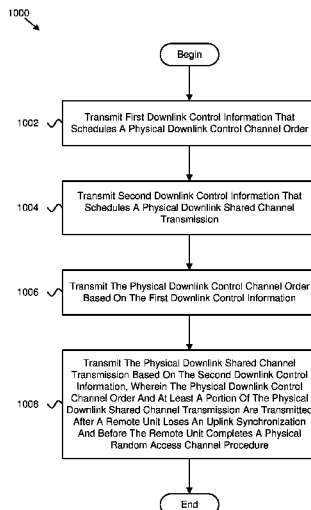 1000
Begin
1002
Transmit First Downlink Control Information That
Schedules A Physical Downlink Control Channel Order
1004
Transmit Second Downlink Control Information That
Schedules A Physical Downlink Shared Channel
Transmission
1006
Transmit The Physical Downlink Control Channel Order
Based On The First Downlink Control Information
1008
Transmit The Physical Downlink Shared Channel
Transmission Based On The Second Downlink Control
Information, Wherein The Physical Downlink Control
Channel Order And At Least A Portion Of The Physical
Downlink Shared Channel Transmission Are Transmitted
After A Remote Unit Loses An Uplink Synchronization
And Before The Remote Unit Completes A Physical
Random Access Channel Procedure
End